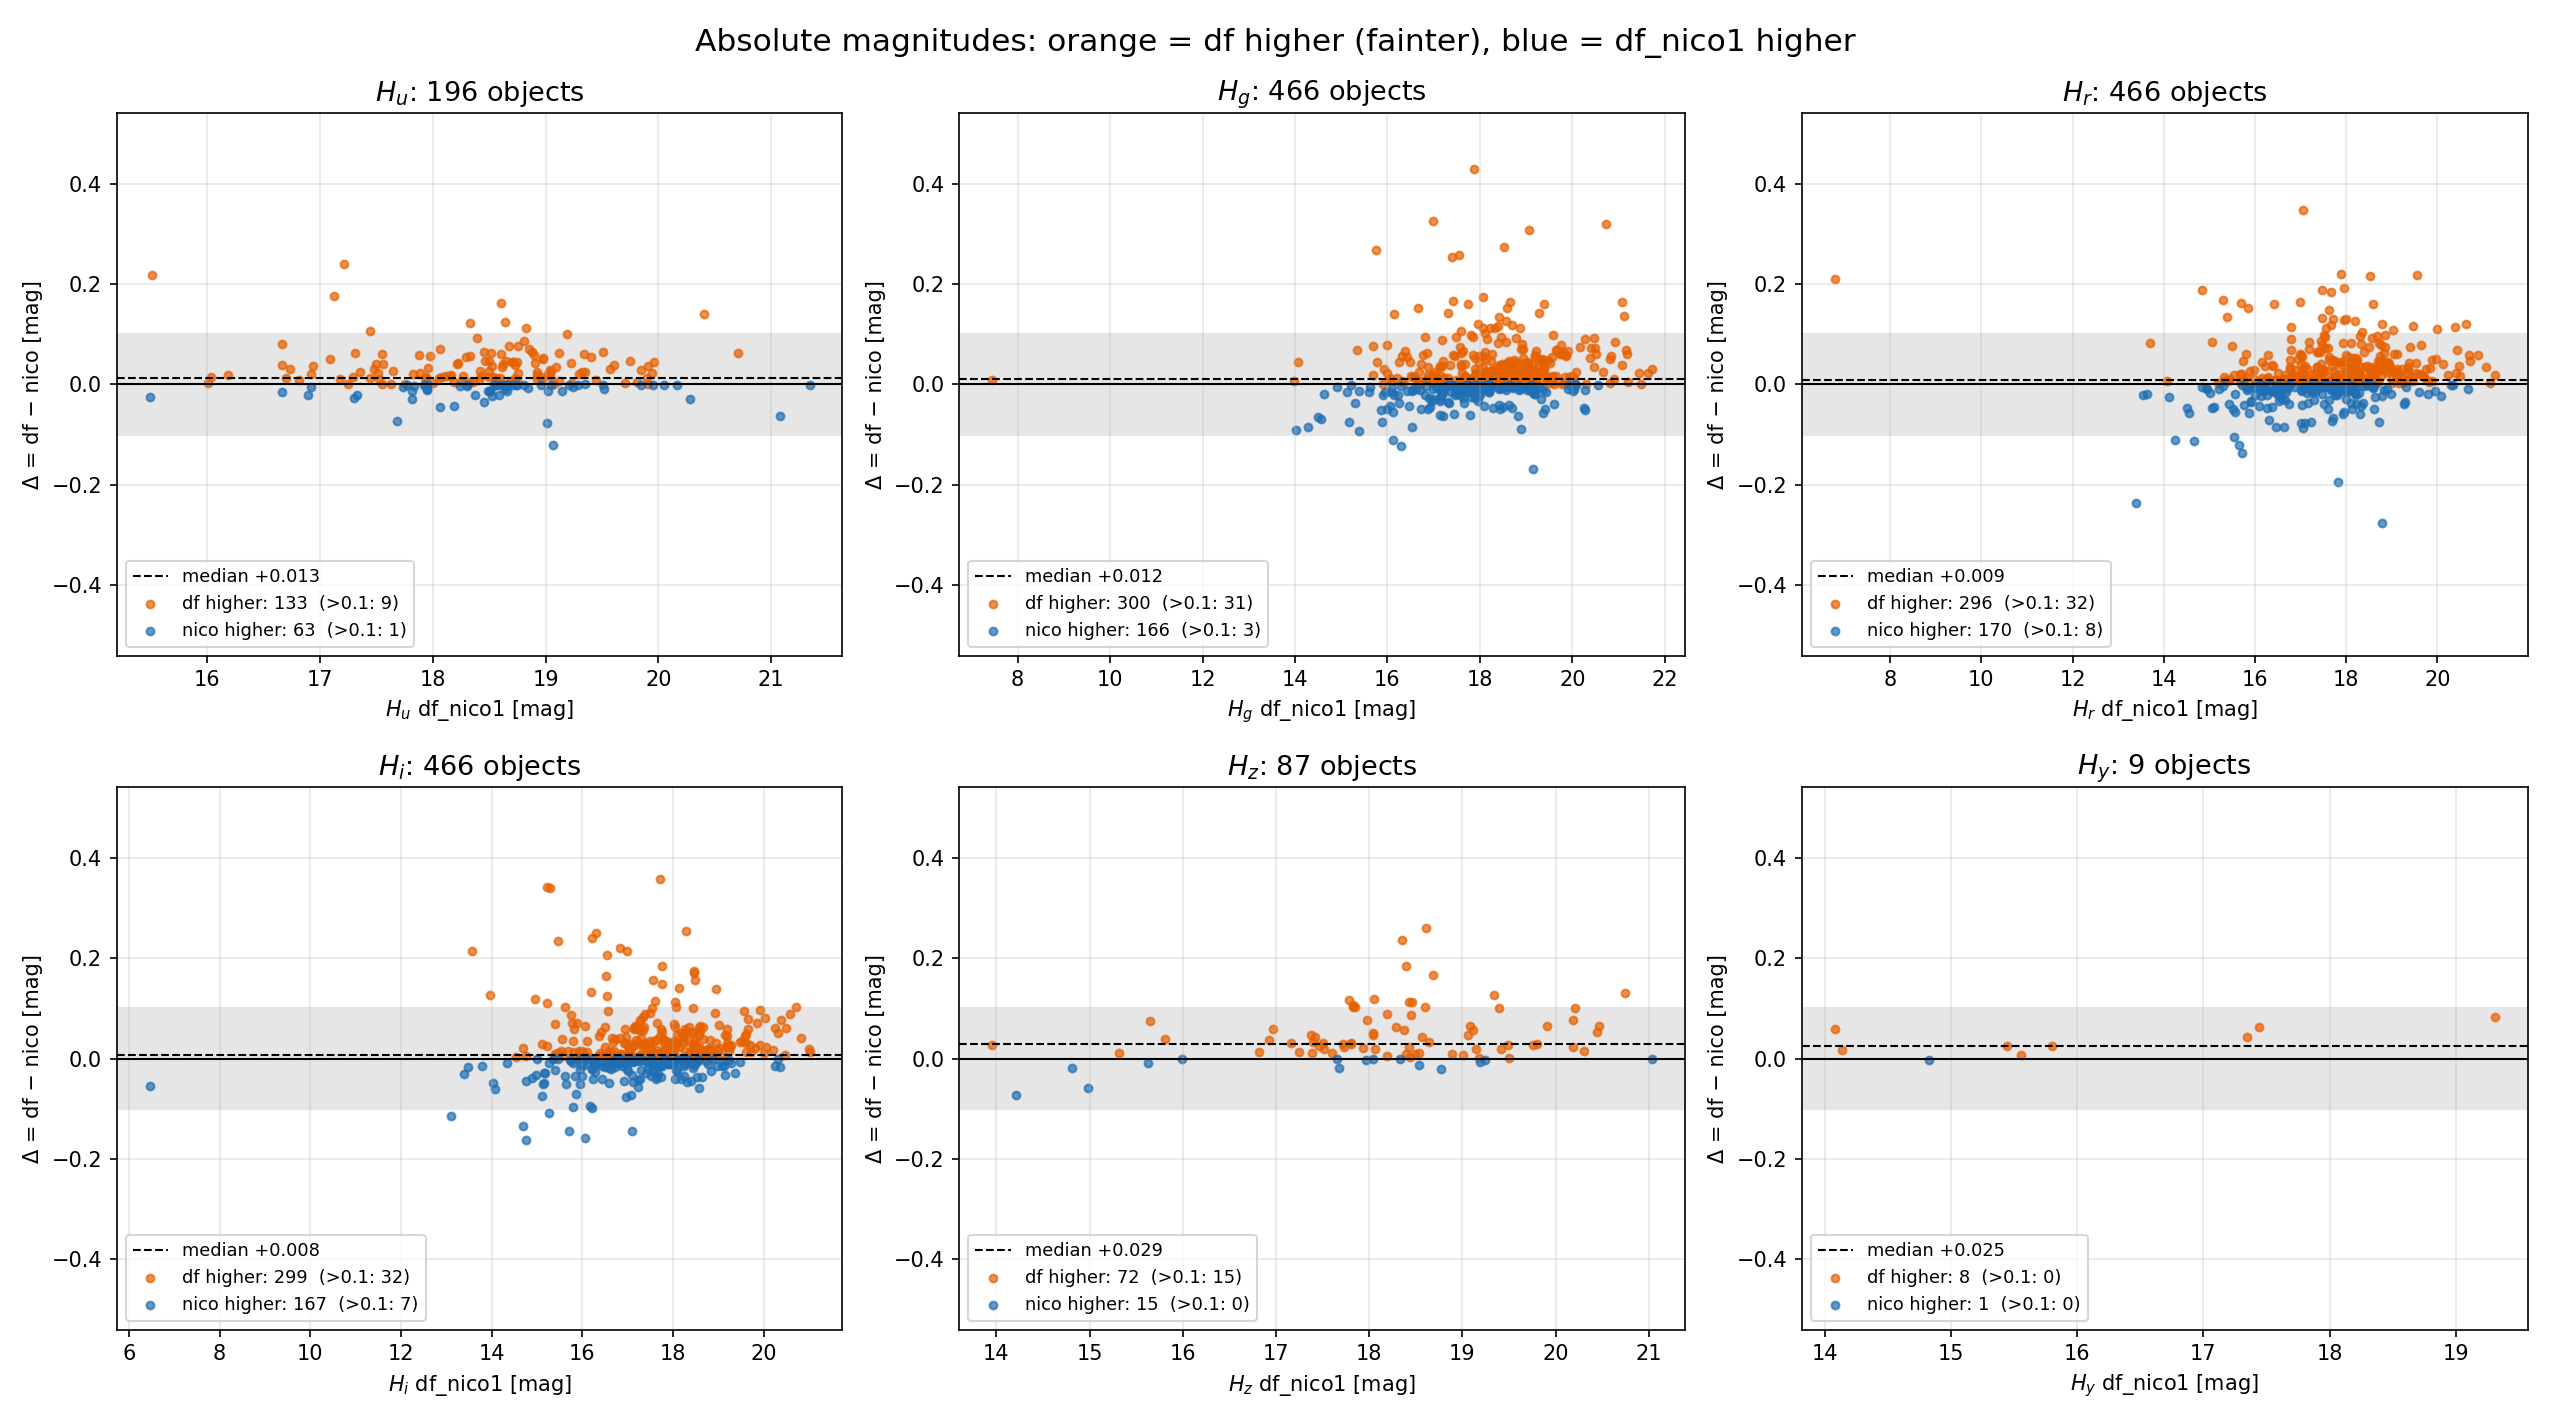 Absolute magnitudes: orange = df higher (fainter), blue = df_nico1 higher
H_u: 196 objects
Δ = df − nico [mag]
0.4
0.2
0.0
−0.2
−0.4
median +0.013
df higher: 133 (>0.1: 9)
nico higher: 63 (>0.1: 1)
16 17 18 19 20 21
H_u df_nico1 [mag]
H_g: 466 objects
Δ = df − nico [mag]
0.4
0.2
0.0
−0.2
−0.4
median +0.012
df higher: 300 (>0.1: 31)
nico higher: 166 (>0.1: 3)
8 10 12 14 16 18 20 22
H_g df_nico1 [mag]
H_r: 466 objects
Δ = df − nico [mag]
0.4
0.2
0.0
−0.2
−0.4
median +0.009
df higher: 296 (>0.1: 32)
nico higher: 170 (>0.1: 8)
8 10 12 14 16 18 20
H_r df_nico1 [mag]
H_i: 466 objects
Δ = df − nico [mag]
0.4
0.2
0.0
−0.2
−0.4
median +0.008
df higher: 299 (>0.1: 32)
nico higher: 167 (>0.1: 7)
6 8 10 12 14 16 18 20
H_i df_nico1 [mag]
H_z: 87 objects
Δ = df − nico [mag]
0.4
0.2
0.0
−0.2
−0.4
median +0.029
df higher: 72 (>0.1: 15)
nico higher: 15 (>0.1: 0)
14 15 16 17 18 19 20 21
H_z df_nico1 [mag]
H_y: 9 objects
Δ = df − nico [mag]
0.4
0.2
0.0
−0.2
−0.4
median +0.025
df higher: 8 (>0.1: 0)
nico higher: 1 (>0.1: 0)
14 15 16 17 18 19
H_y df_nico1 [mag]